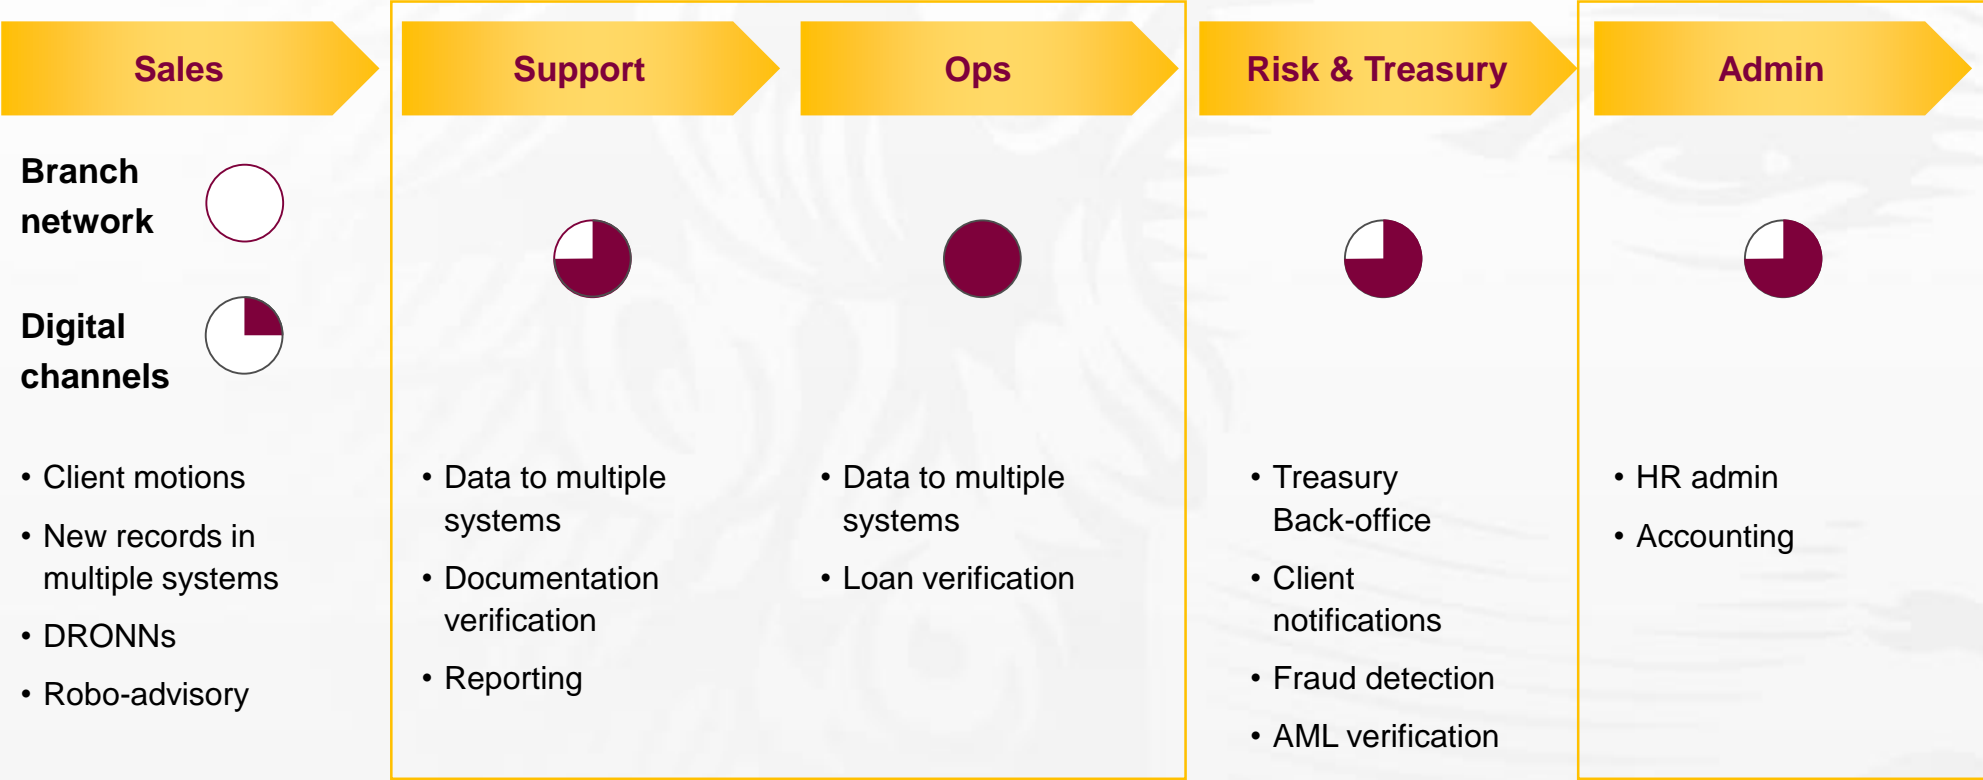 Sales
Support
Ops
Risk & Treasury
Admin
Branch
network
Digital
channels
• Client motions
• New records in
multiple systems
• DRONNs
• Robo-advisory
• Data to multiple
systems
• Documentation
verification
• Reporting
• Data to multiple
systems
• Loan verification
• Treasury
Back-office
• Client
notifications
• Fraud detection
• AML verification
• HR admin
• Accounting